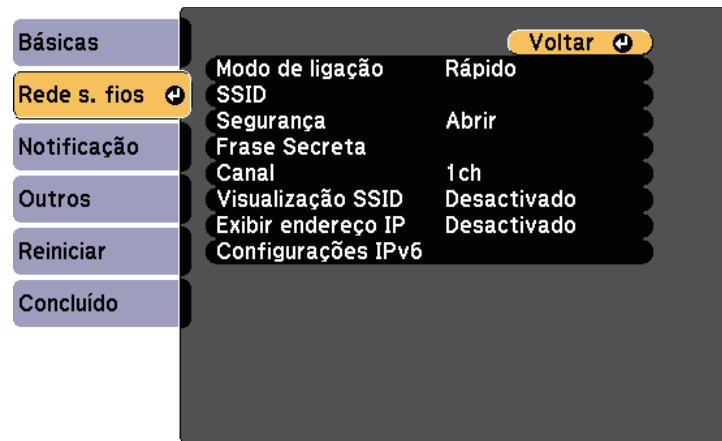 Básicas
Rede s. fios
Notificação
Outros
Reiniciar
Concluído
Voltar
Modo de ligação Rápido
SSID
Segurança Abrir
Frase Secreta
Canal 1ch
Visualização SSID Desactivado
Exibir endereço IP Desactivado
Configurações IPv6